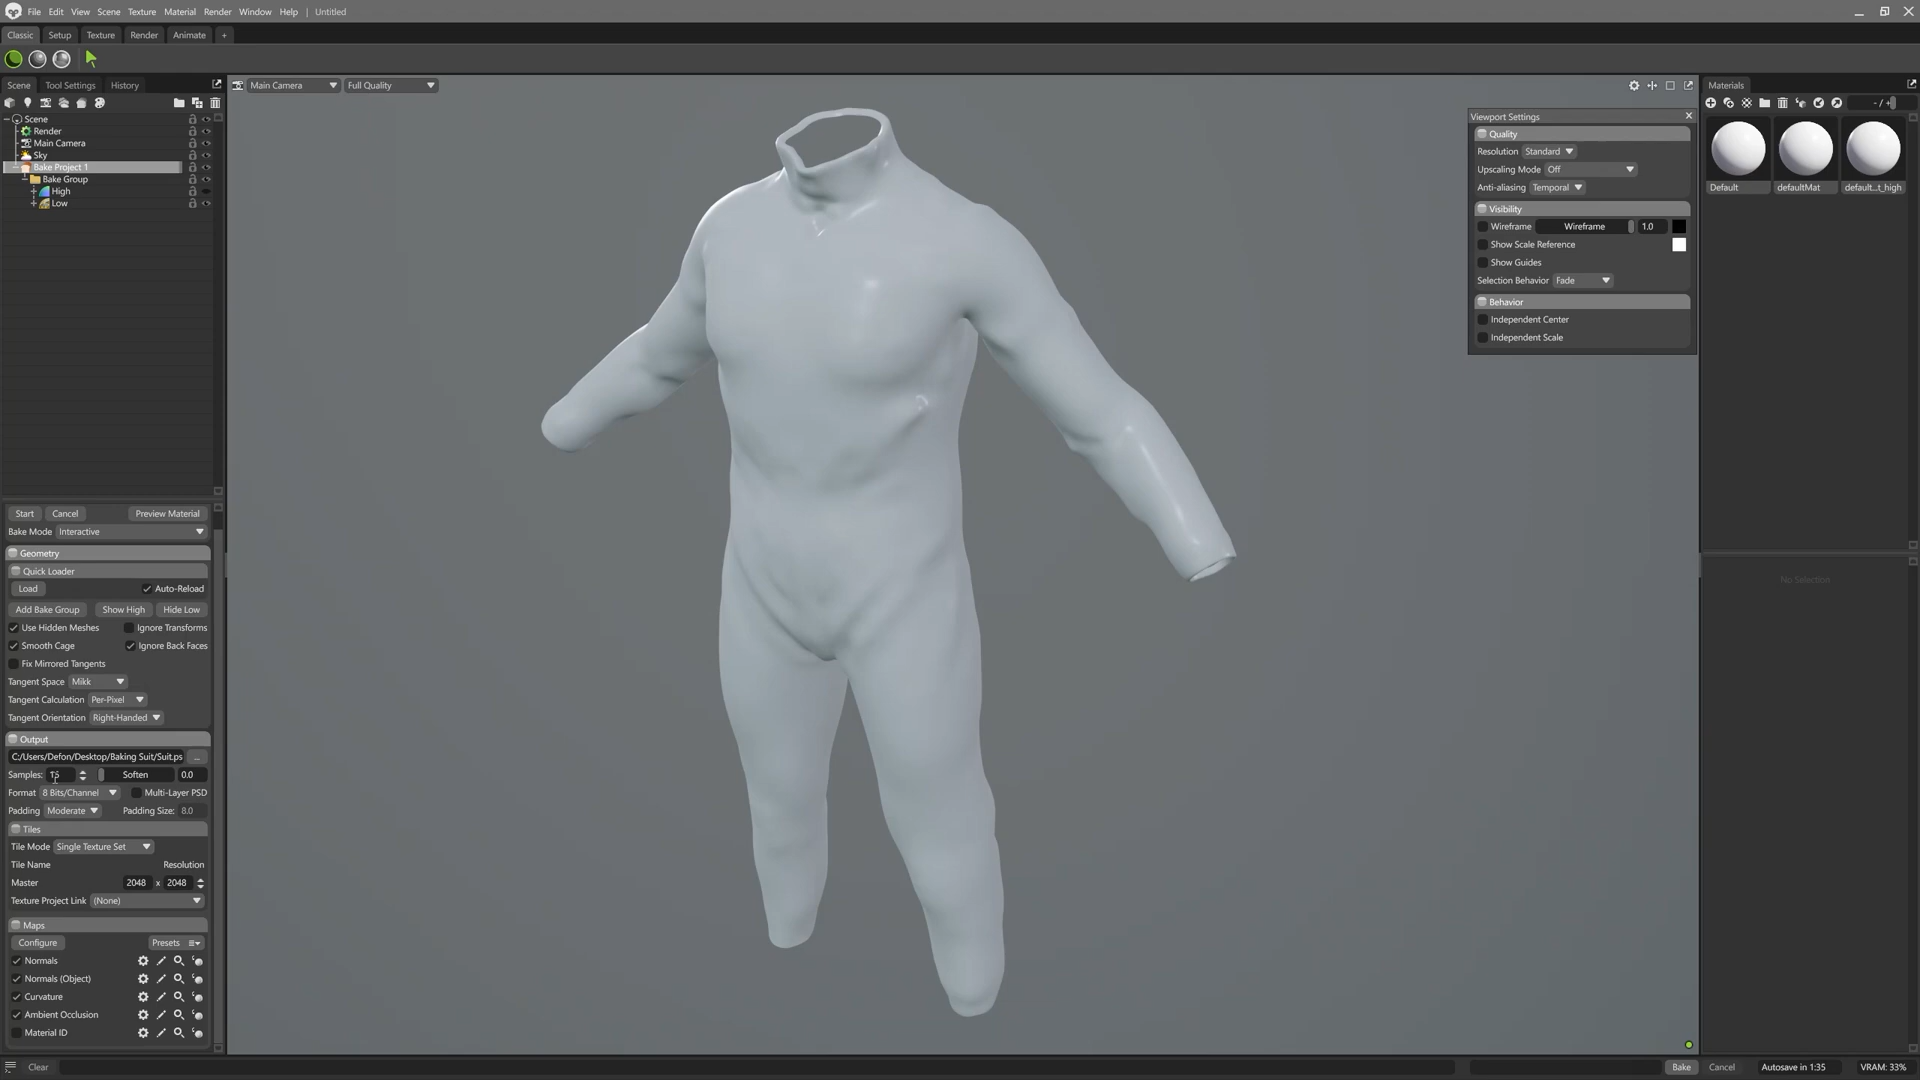 File Edit View Scene Texture Material Render Window Help Untitled
Classic Setup Texture Render Animate +
Scene Tool Settings History
Main Camera Full Quality
Materials
- / +
Scene
Render
Main Camera
Sky
Bake Project 1
Bake Group
High
Low
Viewport Settings
Quality
Resolution Standard
Upscaling Mode Off
Anti-aliasing Temporal
Visibility
Wireframe Wireframe 1.0
Show Scale Reference
Show Guides
Selection Behavior Fade
Behavior
Independent Center
Independent Scale
Default defaultMat default...t_high
No Selection
Start Cancel Preview Material
Bake Mode Interactive
Geometry
Quick Loader
Load Auto-Reload
Add Bake Group Show High Hide Low
Use Hidden Meshes Ignore Transforms
Smooth Cage Ignore Back Faces
Fix Mirrored Tangents
Tangent Space Mikk
Tangent Calculation Per-Pixel
Tangent Orientation Right-Handed
Output
C:/Users/Defon/Desktop/Baking Suit/Suit.ps ...
Samples: Soften 0.0
Format 8 Bits/Channel Multi-Layer PSD
Padding Moderate Padding Size: 8.0
Tiles
Tile Mode Single Texture Set
Tile Name Resolution
Master 2048 x 2048
Texture Project Link (None)
Maps
Configure Presets
Normals
Normals (Object)
Curvature
Ambient Occlusion
Material ID
Clear Bake Cancel Autosave in 1:35 VRAM: 33%